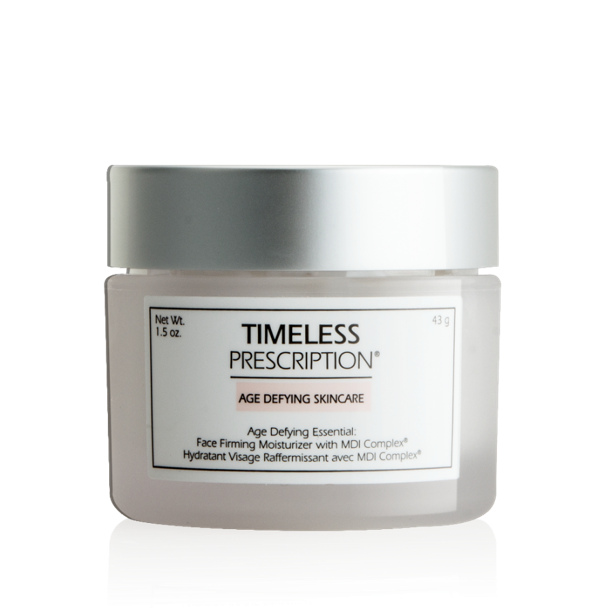 Net Wt.
1.5 oz.
43 g
TIMELESS
PRESCRIPTION®
AGE DEFYING SKINCARE
Age Defying Essential:
Face Firming Moisturizer with MDI Complex®
Hydratant Visage Raffermissant avec MDI Complex®